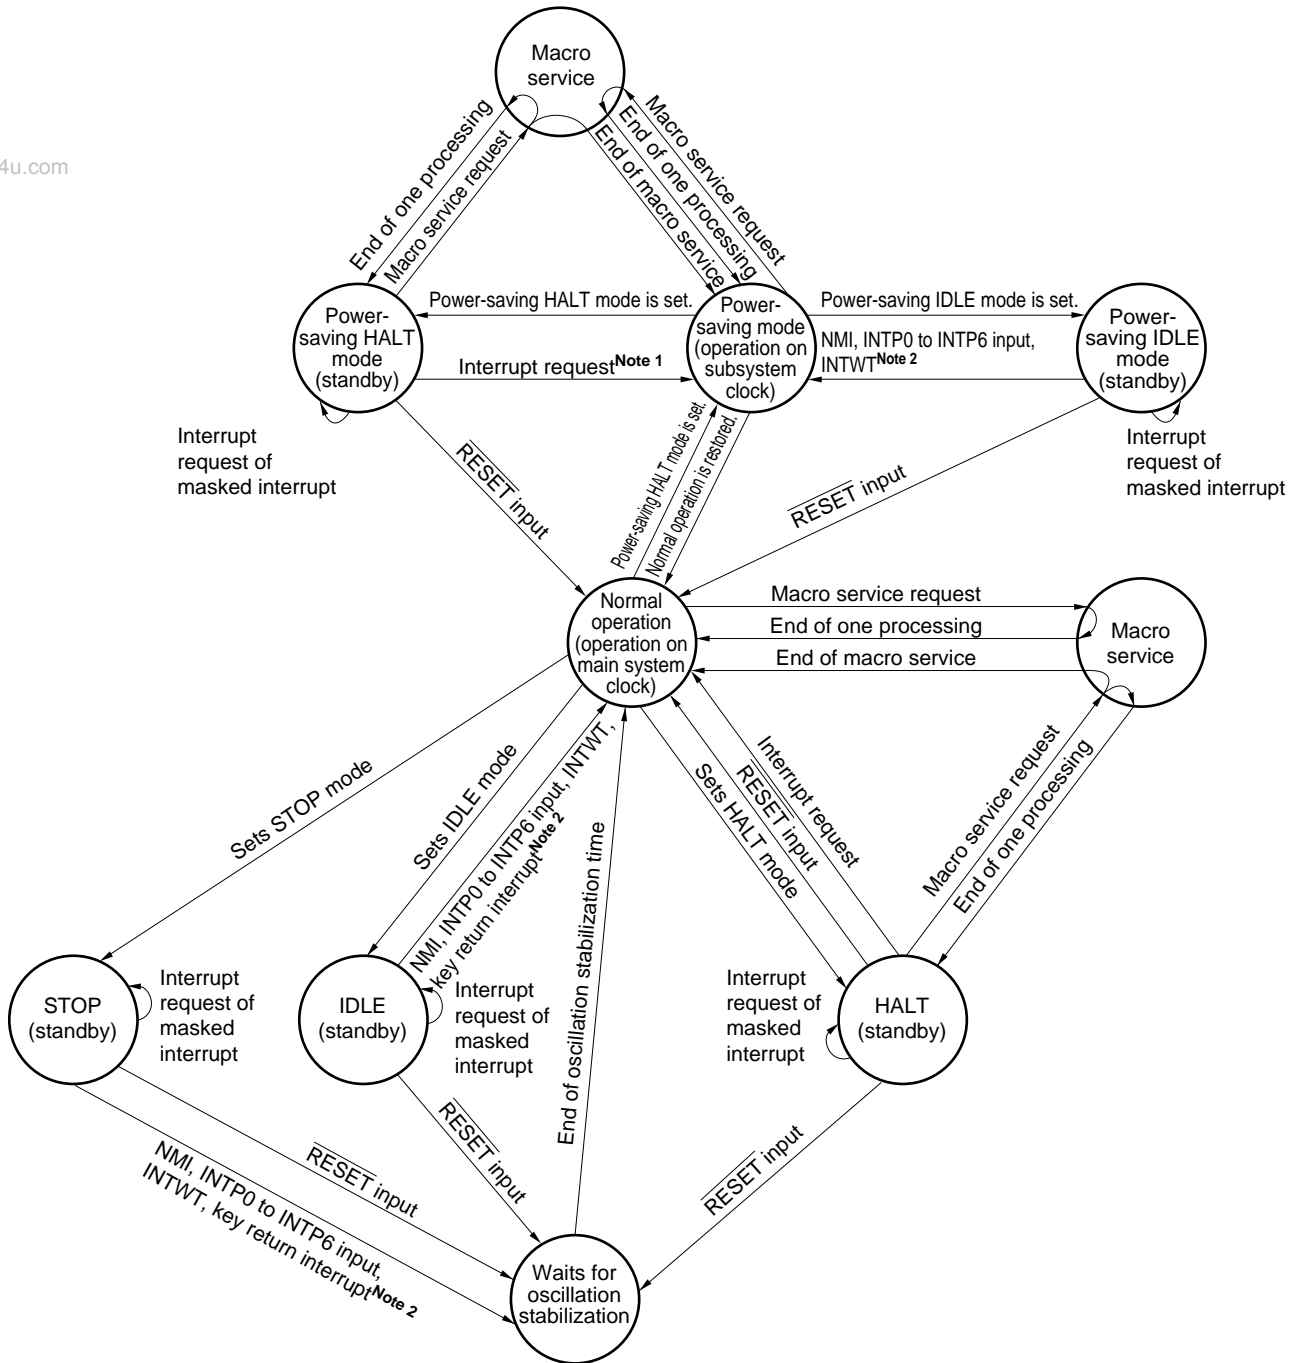 Macro
service
4u.com
End of one processing
Macro service request
End of macro service
End of one processing
Macro service request
Power-
saving HALT
mode
(standby)
Power-saving HALT mode is set.
Interrupt request Note 1
Power-
saving mode
(operation on
subsystem
clock)
Power-saving IDLE mode is set.
NMI, INTP0 to INTP6 input,
INTWT Note 2
Power-
saving IDLE
mode
(standby)
Interrupt
request of
masked interrupt
RESET input
Power-saving HALT mode is set.
Normal operation is restored.
RESET input
Interrupt
request of
masked interrupt
Normal
operation
(operation on
main system
clock)
Macro service request
End of one processing
End of macro service
Macro
service
Sets STOP mode
Sets IDLE mode
NMI, INTP0 to INTP6 input, INTWT,
key return interrupt Note 2
End of oscillation stabilization time
Sets HALT mode
RESET input
Interrupt request
Macro service request
End of one processing
STOP
(standby)
Interrupt
request of
masked
interrupt
IDLE
(standby)
Interrupt
request of
masked
interrupt
Interrupt
request of
masked
interrupt
HALT
(standby)
RESET input
NMI, INTP0 to INTP6 input,
INTWT, key return interrupt Note 2
RESET input
RESET input
Waits for
oscillation
stabilization